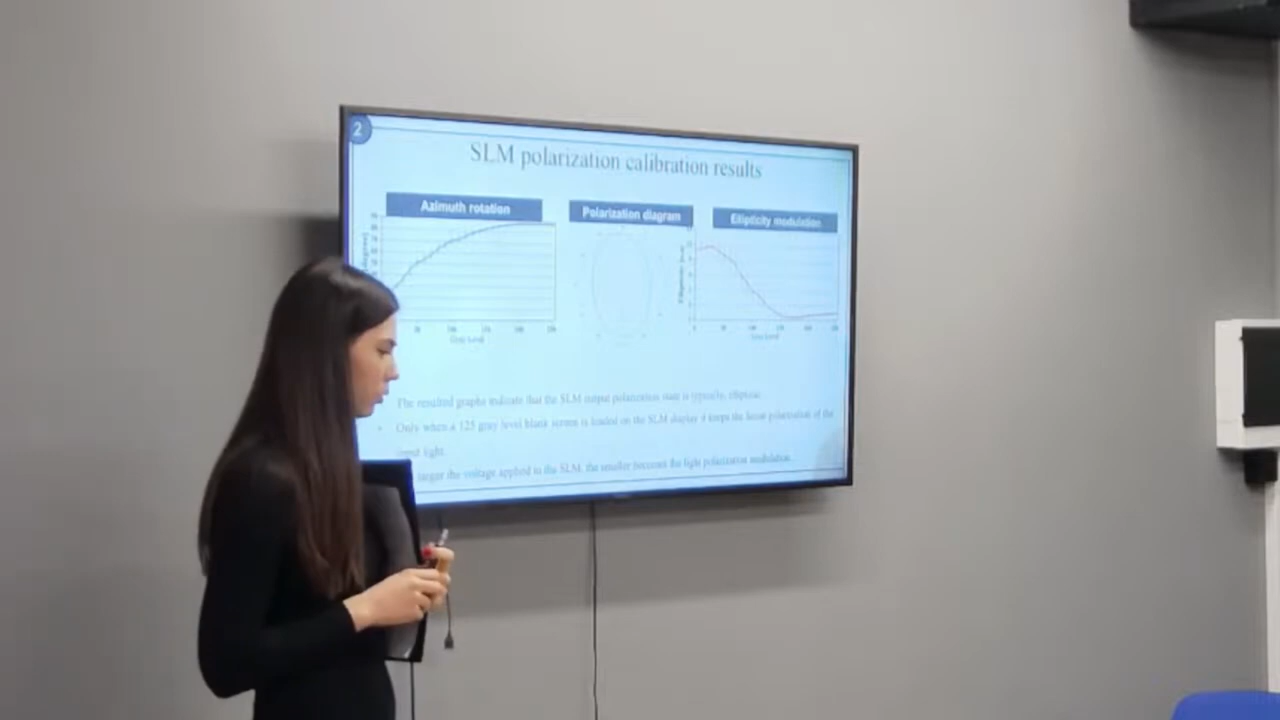 2
SLM polarization calibration results
Azimuth rotation
Polarization diagram
Ellipticity modulation
The resulted graphs indicate that the SLM output polarization state is typically, elliptic
Only when a 125 gray level blank screen is loaded on the SLM display it keeps the linear polarization of the
input light
larger the voltage applied to the SLM, the smaller becomes the light polarization modulation